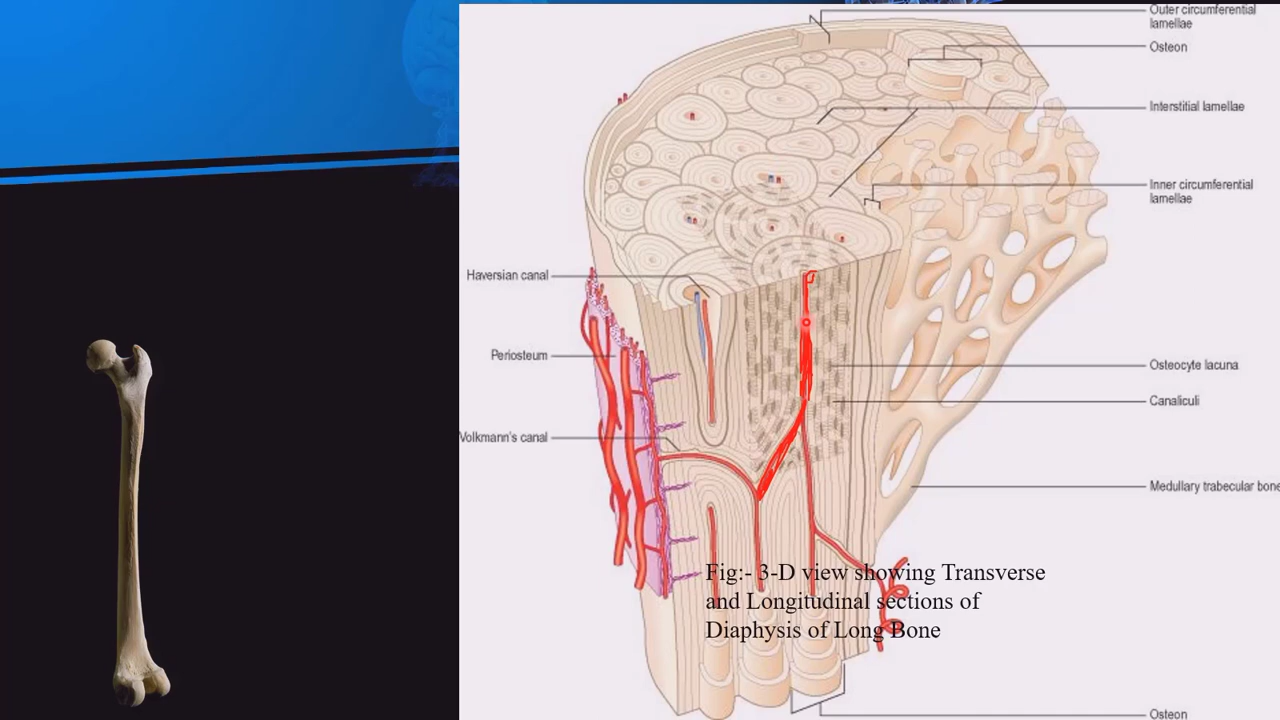 Outer circumferential
lamellae
Osteon
Interstitial lamellae
Inner circumferential
lamellae
Haversian canal
Periosteum
Osteocyte lacuna
Canaliculi
Volkmann's canal
Medullary trabecular bone
Fig:- 3-D view showing Transverse
and Longitudinal sections of
Diaphysis of Long Bone
Osteon